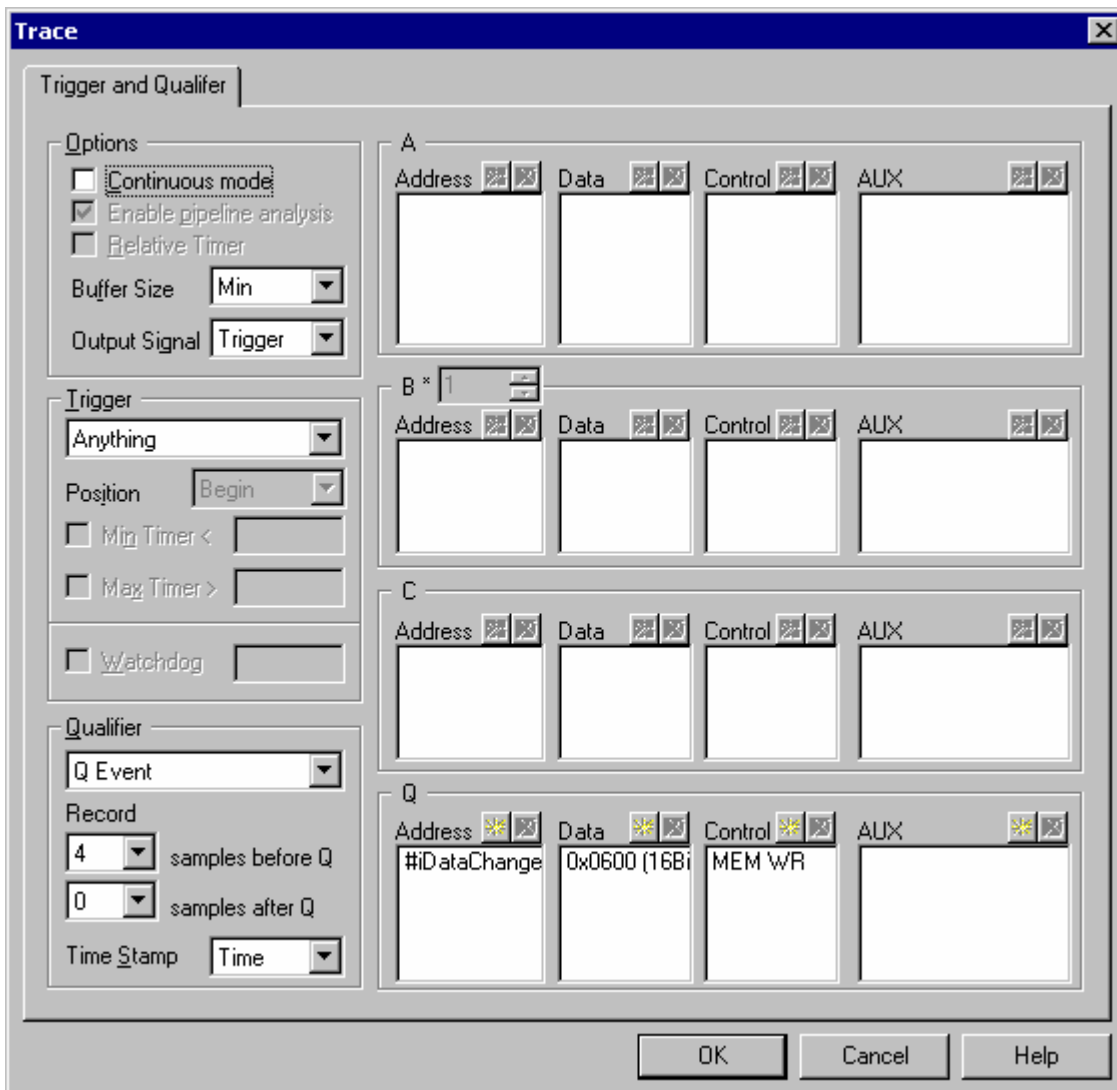 Trace
Trigger and Qualifer
Options
Continuous mode
Enable pipeline analysis
Relative Timer
Buffer Size Min
Output Signal Trigger
Trigger
Anything
Position Begin
Min Timer <
Max Timer >
Watchdog
Qualifier
Q Event
Record
4 samples before Q
0 samples after Q
Time Stamp Time
A
Address Data Control AUX
B * 1
Address Data Control AUX
C
Address Data Control AUX
Q
Address Data Control AUX
#iDataChange 0x0600 (16Bi MEM WR
OK Cancel Help